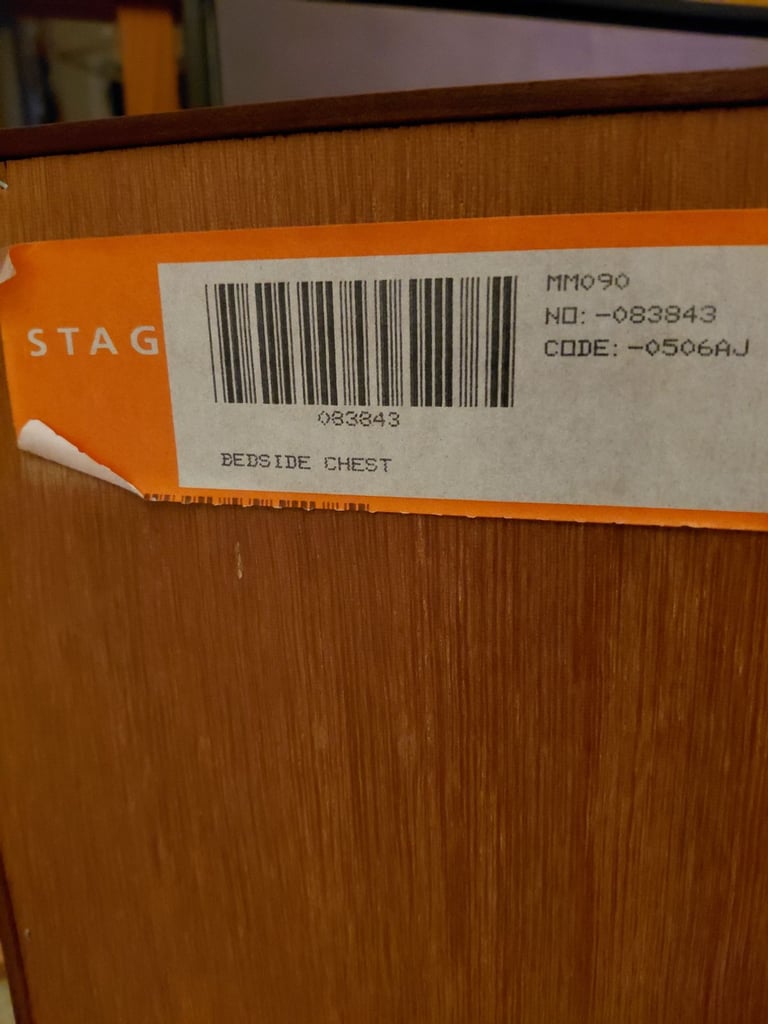 STAG
MM090
NO:-083843
CODE:-0506AJ
083843
BEDSIDE CHEST